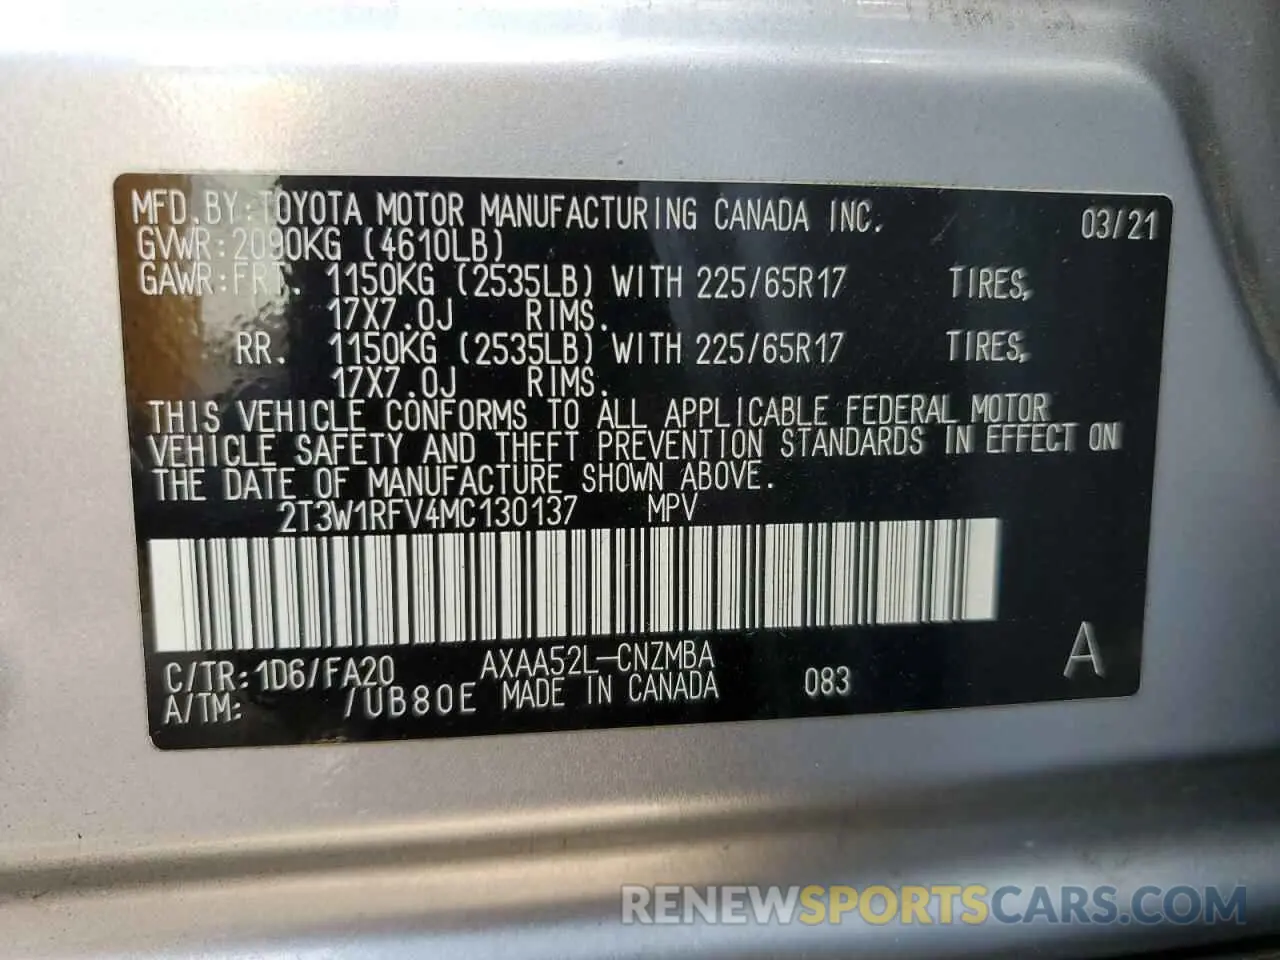 MFD.BY:TOYOTA MOTOR MANUFACTURING CANADA INC. 03/21
GVWR:2090KG (4610LB)
GAWR:FRT. 1150KG (2535LB) WITH 225/65R17 TIRES,
17X7.0J RIMS.
RR. 1150KG (2535LB) WITH 225/65R17 TIRES,
17X7.0J RIMS.
THIS VEHICLE CONFORMS TO ALL APPLICABLE FEDERAL MOTOR
VEHICLE SAFETY AND THEFT PREVENTION STANDARDS IN EFFECT ON
THE DATE OF MANUFACTURE SHOWN ABOVE.
2T3W1RFV4MC130137 MPV
C/TR:1D6/FA20 AXAA52L-CNZMBA A
A/TM: /UB80E MADE IN CANADA 083
RENEWSPORTSCARS.COM